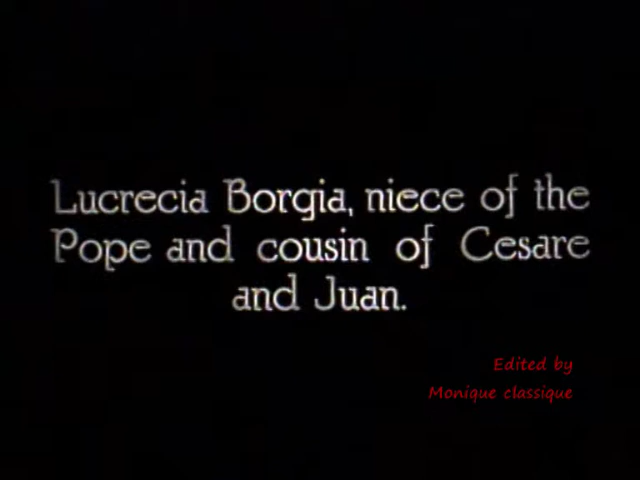 Lucrecia Borgia, niece of the
Pope and cousin of Cesare
and Juan.
Edited by
Monique classique